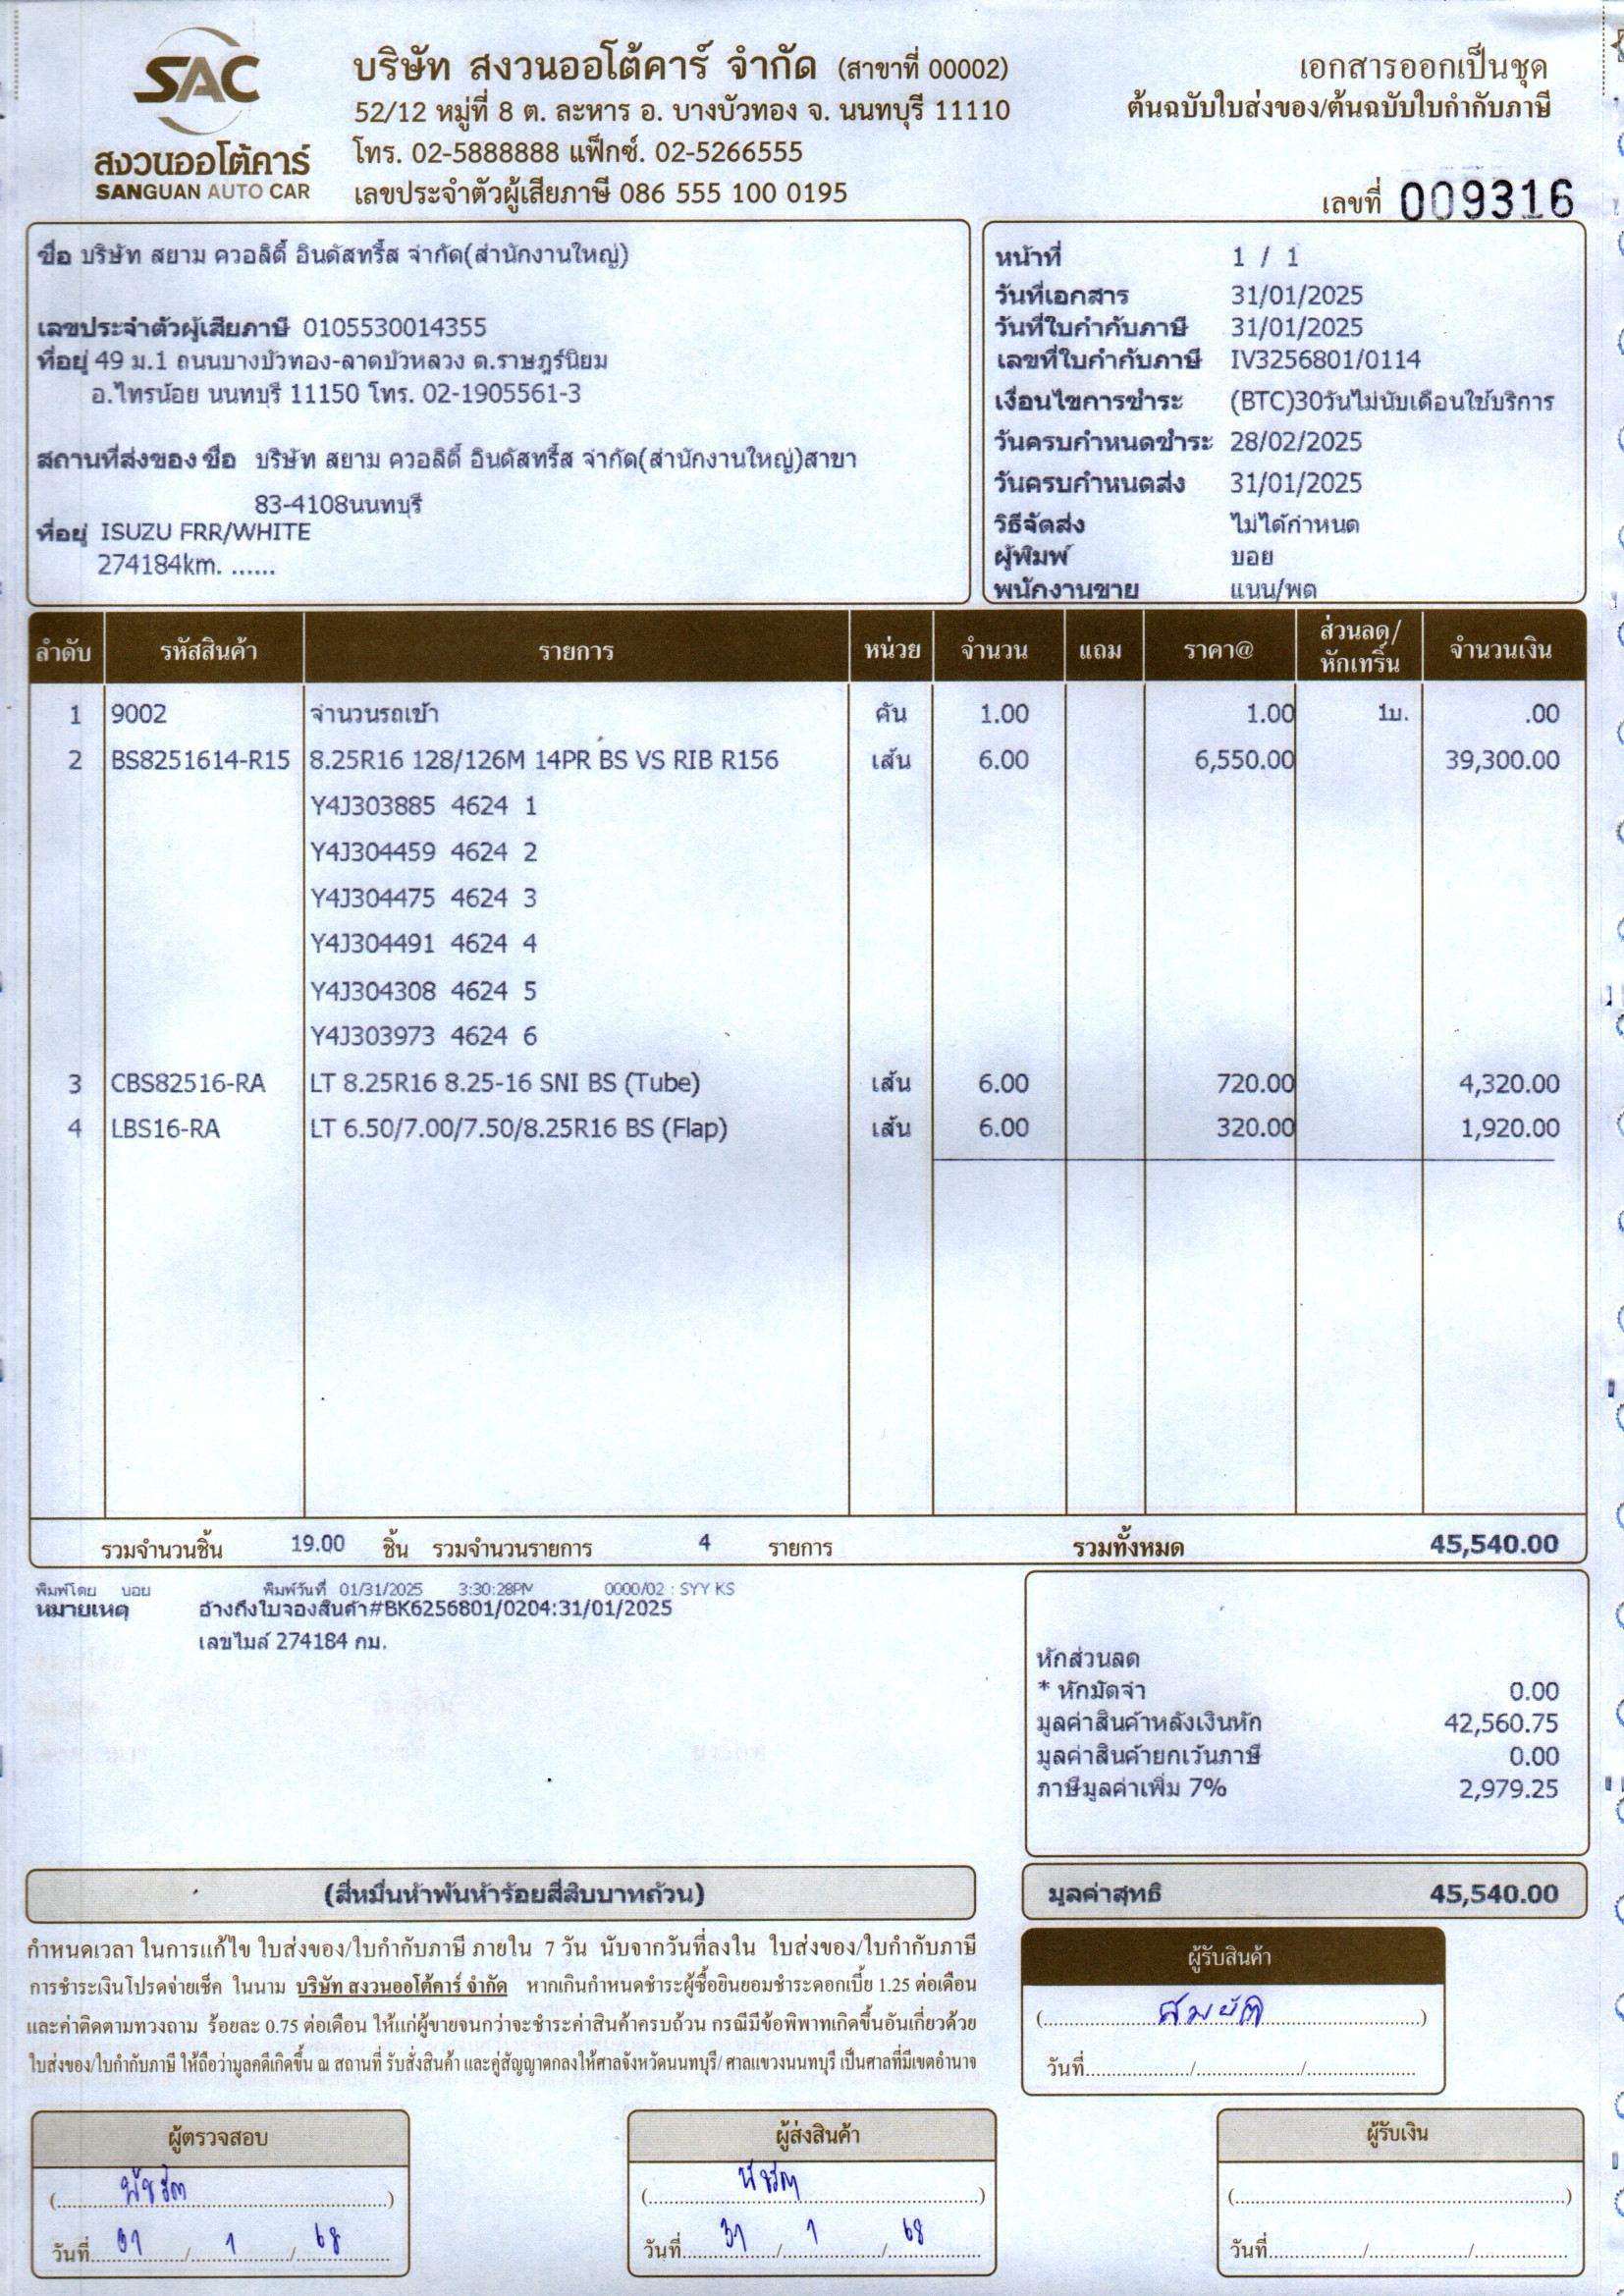 SAC
สงวนออโต้คาร์
SANGUAN AUTO CAR
บริษัท สงวนออโต้คาร์ จำกัด (สาขาที่ 00002)
52/12 หมู่ที่ 8 ต. ละหาร อ. บางบัวทอง จ. นนทบุรี 11110
โทร. 02-5888888 แฟ็กซ์. 02-5266555
เลขประจำตัวผู้เสียภาษี 086 555 100 0195
เอกสารออกเป็นชุด
ต้นฉบับใบส่งของ/ต้นฉบับใบกำกับภาษี
เลขที่ 009316
ชื่อ บริษัท สยาม ควอลิตี้ อินดัสทรี้ส จำกัด(สำนักงานใหญ่)
เลขประจำตัวผู้เสียภาษี 0105530014355
ที่อยู่ 49 ม.1 ถนนบางบัวทอง-ลาดบัวหลวง ต.ราษฎร์นิยม
อ.ไทรน้อย นนทบุรี 11150 โทร. 02-1905561-3
สถานที่ส่งของ ชื่อ บริษัท สยาม ควอลิตี้ อินดัสทรี้ส จำกัด(สำนักงานใหญ่)สาขา
83-4108นนทบุรี
ที่อยู่ ISUZU FRR/WHITE
274184km. ......
หน้าที่ 1 / 1
วันที่เอกสาร 31/01/2025
วันที่ใบกำกับภาษี 31/01/2025
เลขที่ใบกำกับภาษี IV3256801/0114
เงื่อนไขการชำระ (BTC)30วันไม่นับเดือนใช้บริการ
วันครบกำหนดชำระ 28/02/2025
วันครบกำหนดส่ง 31/01/2025
วิธีจัดส่ง ไม่ได้กำหนด
ผู้พิมพ์ บอย
พนักงานขาย แนน/พด
ลำดับ รหัสสินค้า รายการ หน่วย จำนวน แถม ราคา@ ส่วนลด/หักเทริ์น จำนวนเงิน
1 9002 จำนวนรถเข้า คัน 1.00 1.00 1บ. .00
2 BS8251614-R15 8.25R16 128/126M 14PR BS VS RIB R156 เส้น 6.00 6,550.00 39,300.00
Y4J303885 4624 1
Y4J304459 4624 2
Y4J304475 4624 3
Y4J304491 4624 4
Y4J304308 4624 5
Y4J303973 4624 6
3 CBS82516-RA LT 8.25R16 8.25-16 SNI BS (Tube) เส้น 6.00 720.00 4,320.00
4 LBS16-RA LT 6.50/7.00/7.50/8.25R16 BS (Flap) เส้น 6.00 320.00 1,920.00
รวมจำนวนชิ้น 19.00 ชิ้น รวมจำนวนรายการ 4 รายการ รวมทั้งหมด 45,540.00
พิมพ์โดย บอย พิมพ์วันที่ 01/31/2025 3:30:28PM 0000/02 : SYY KS
หมายเหตุ อ้างถึงใบจองสินค้า#BK6256801/0204:31/01/2025
เลขไมล์ 274184 กม.
หักส่วนลด
* หักมัดจำ 0.00
มูลค่าสินค้าหลังเงินหัก 42,560.75
มูลค่าสินค้ายกเว้นภาษี 0.00
ภาษีมูลค่าเพิ่ม 7% 2,979.25
(สี่หมื่นห้าพันห้าร้อยสี่สิบบาทถ้วน)
มูลค่าสุทธิ 45,540.00
กำหนดเวลา ในการแก้ไข ใบส่งของ/ใบกำกับภาษี ภายใน 7 วัน นับจากวันที่ลงใน ใบส่งของ/ใบกำกับภาษี
การชำระเงินโปรดจ่ายเช็ค ในนาม บริษัท สงวนออโต้คาร์ จำกัด หากเกินกำหนดชำระผู้ซื้อยินยอมชำระดอกเบี้ย 1.25 ต่อเดือน
และค่าติดตามทวงถาม ร้อยละ 0.75 ต่อเดือน ให้แก่ผู้ขายจนกว่าจะชำระค่าสินค้าครบถ้วน กรณีมีข้อพิพาทเกิดขึ้นอันเกี่ยวด้วย
ใบส่งของ/ใบกำกับภาษี ให้ถือว่ามูลคดีเกิดขึ้น ณ สถานที่ รับสั่งสินค้า และคู่สัญญาตกลงให้ศาลจังหวัดนนทบุรี/ ศาลแขวงนนทบุรี เป็นศาลที่มีเขตอำนาจ
ผู้รับสินค้า
(สมบัติ)
วันที่......../......../........
ผู้ตรวจสอบ
วันที่ 31 / 1 / 68
ผู้ส่งสินค้า
วันที่ 31 / 1 / 68
ผู้รับเงิน
(................)
วันที่......../......../........